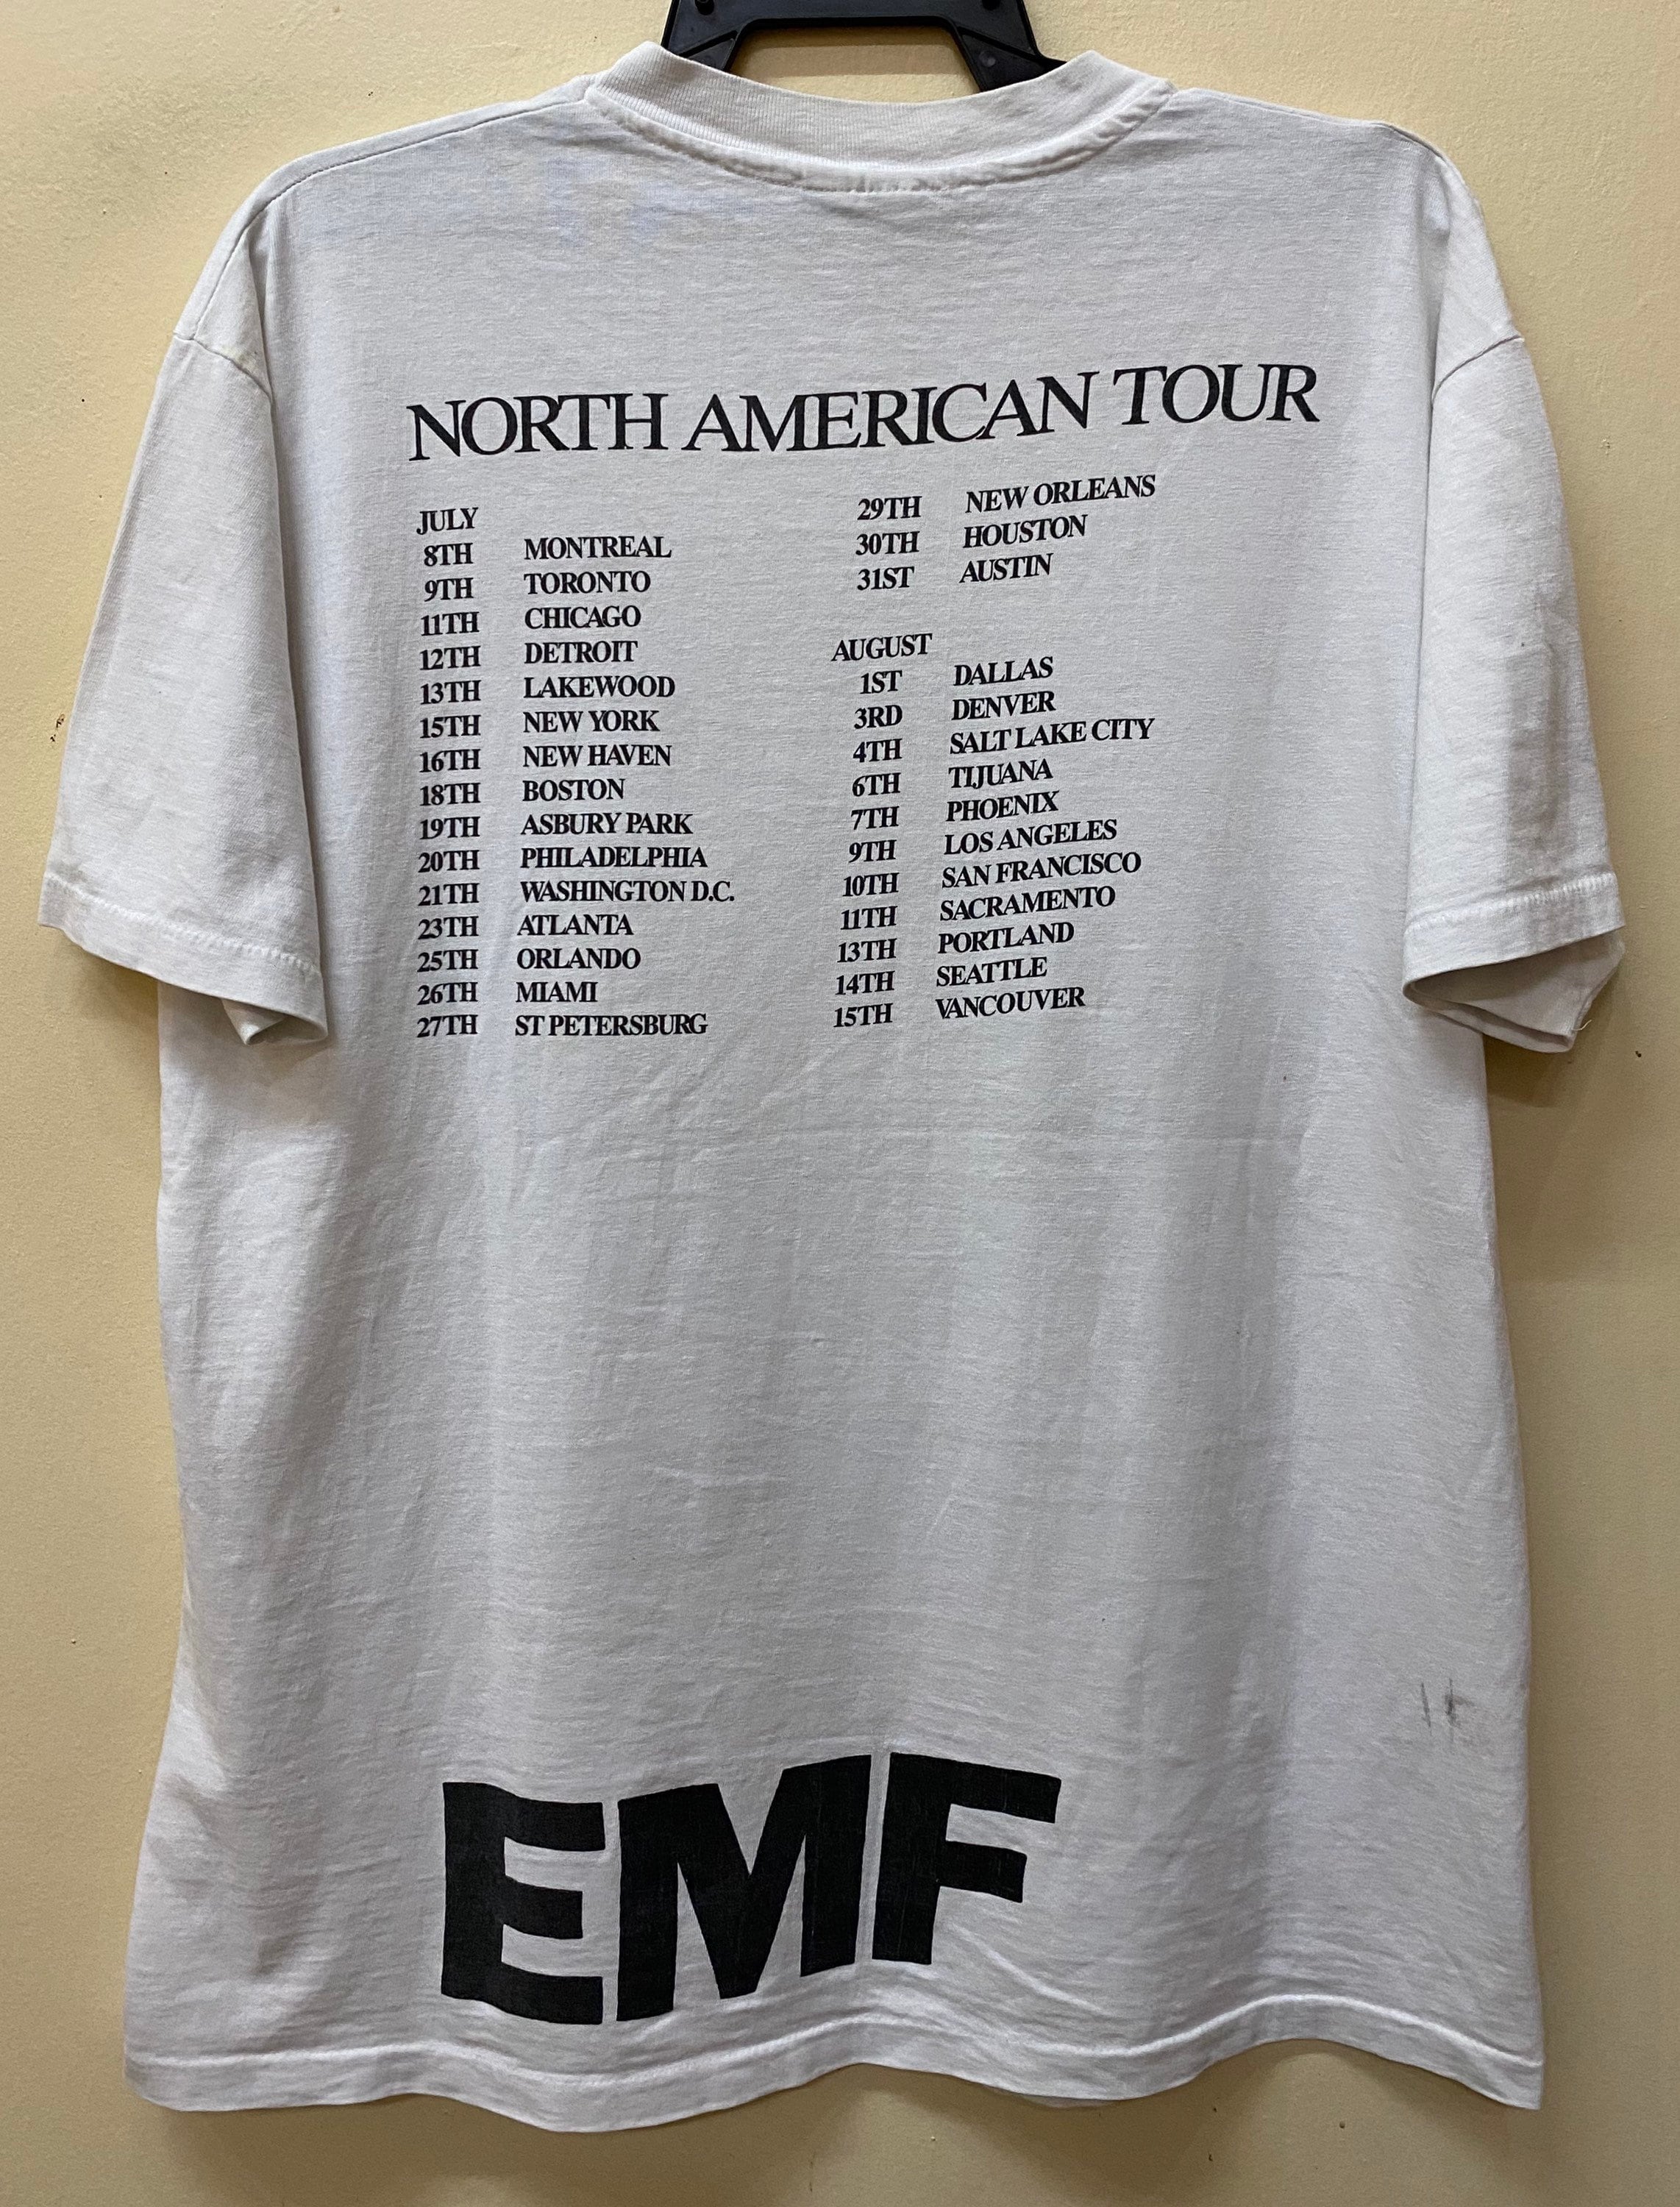 NORTH AMERICAN TOUR
JULY
8TH MONTREAL
9TH TORONTO
11TH CHICAGO
12TH DETROIT
13TH LAKEWOOD
15TH NEW YORK
16TH NEW HAVEN
18TH BOSTON
19TH ASBURY PARK
20TH PHILADELPHIA
21TH WASHINGTON D.C.
23TH ATLANTA
25TH ORLANDO
26TH MIAMI
27TH ST PETERSBURG
29TH NEW ORLEANS
30TH HOUSTON
31ST AUSTIN
AUGUST
1ST DALLAS
3RD DENVER
4TH SALT LAKE CITY
6TH TIJUANA
7TH PHOENIX
9TH LOS ANGELES
10TH SAN FRANCISCO
11TH SACRAMENTO
13TH PORTLAND
14TH SEATTLE
15TH VANCOUVER
EMF